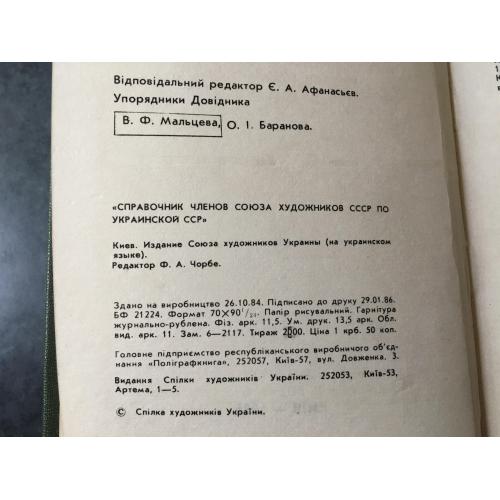 Відповідальний редактор Є. А. Афанасьєв.
Упорядники Довідника
В. Ф. Мальцева, О. І. Баранова.
«СПРАВОЧНИК ЧЛЕНОВ СОЮЗА ХУДОЖНИКОВ СССР ПО
УКРАИНСКОЙ ССР»
Киев. Издание Союза художников Украины (на украинском
языке).
Редактор Ф. А. Чорбе.
Здано на виробництво 26.10.84. Підписано до друку 29.01.86.
БФ 21224. Формат 70×90¹/₂₄. Папір рисувальний. Гарнітура
журнально-рублена. Фіз. арк. 11,5. Ум. друк. 13,5 арк. Обл.
вид. арк. 11. Зам. 6—2117. Тираж 2000. Ціна 1 крб. 50 коп.
Головне підприємство республіканського виробничого об'єд-
нання «Поліграфкнига», 252057, Київ-57, вул. Довженка, 3.
Видання Спілки художників України. 252053, Київ-53,
Артема, 1—5.
© Спілка художників України.